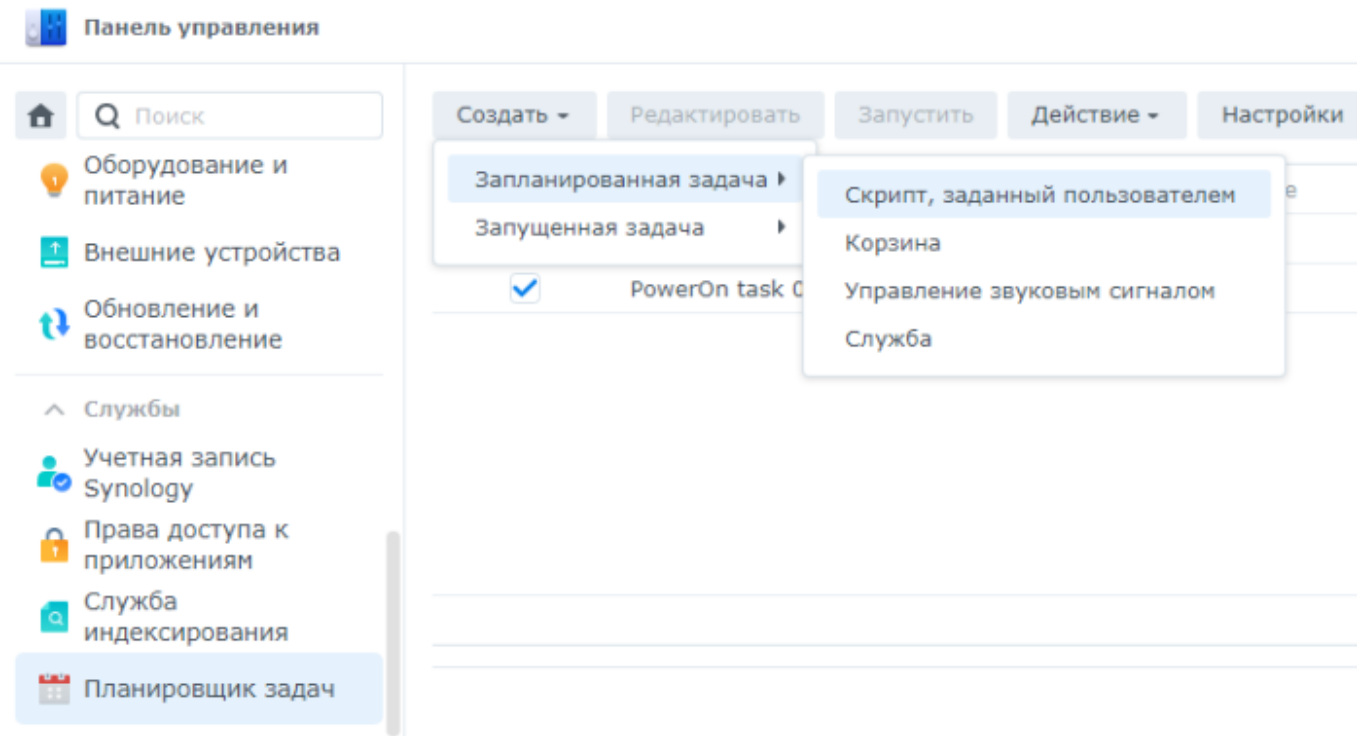 Панель управления
Поиск
Оборудование и
питание
Внешние устройства
Обновление и
восстановление
Службы
Учетная запись
Synology
Права доступа к
приложениям
Служба
индексирования
Планировщик задач
Создать
Редактировать
Запустить
Действие
Настройки
Запланированная задача
Запущенная задача
Скрипт, заданный пользователем
Корзина
Управление звуковым сигналом
Служба
PowerOn task